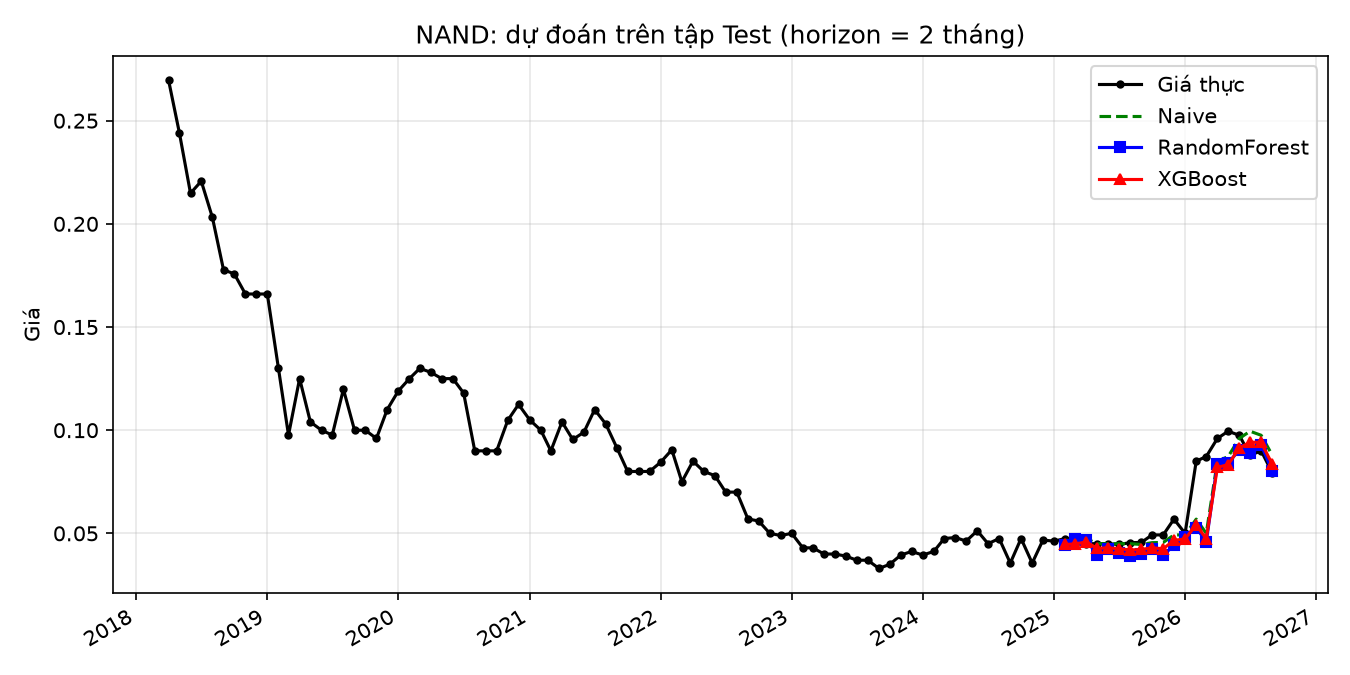 NAND: dự đoán trên tập Test (horizon = 2 tháng)
Giá thực
Naive
RandomForest
XGBoost
Giá
0.25
0.20
0.15
0.10
0.05
2018
2019
2020
2021
2022
2023
2024
2025
2026
2027